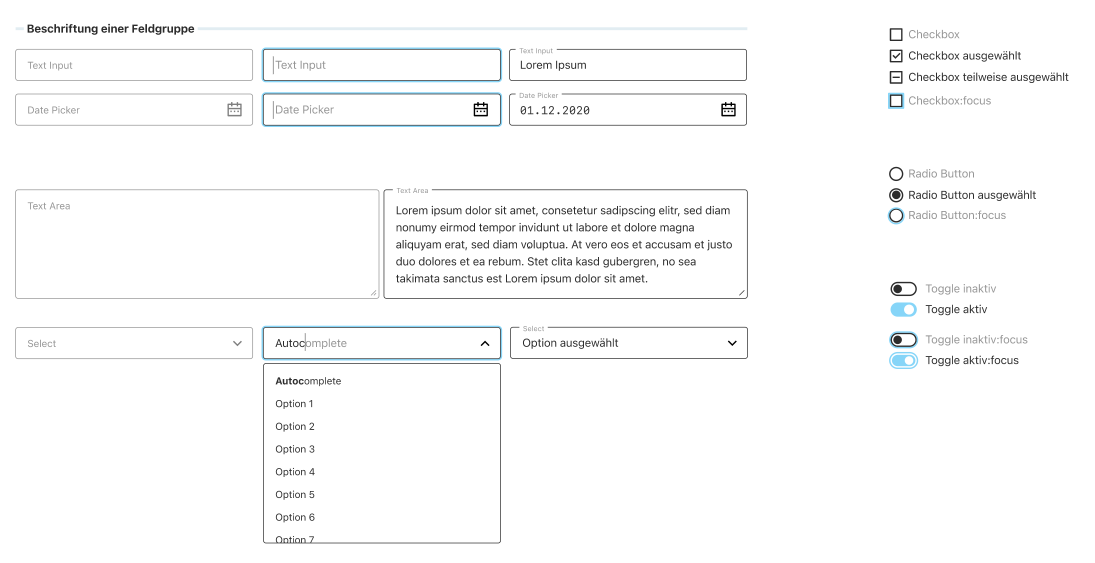 Beschriftung einer Feldgruppe
Text Input
Text Input
Text Input
Lorem Ipsum
Date Picker
Date Picker
Date Picker
01.12.2020
Text Area
Text Area
Lorem ipsum dolor sit amet, consetetur sadipscing elitr, sed diam
nonumy eirmod tempor invidunt ut labore et dolore magna
aliquyam erat, sed diam voluptua. At vero eos et accusam et justo
duo dolores et ea rebum. Stet clita kasd gubergren, no sea
takimata sanctus est Lorem ipsum dolor sit amet.
Select
Autocomplete
Select
Option ausgewählt
Autocomplete
Option 1
Option 2
Option 3
Option 4
Option 5
Option 6
Option 7
Checkbox
Checkbox ausgewählt
Checkbox teilweise ausgewählt
Checkbox:focus
Radio Button
Radio Button ausgewählt
Radio Button:focus
Toggle inaktiv
Toggle aktiv
Toggle inaktiv:focus
Toggle aktiv:focus